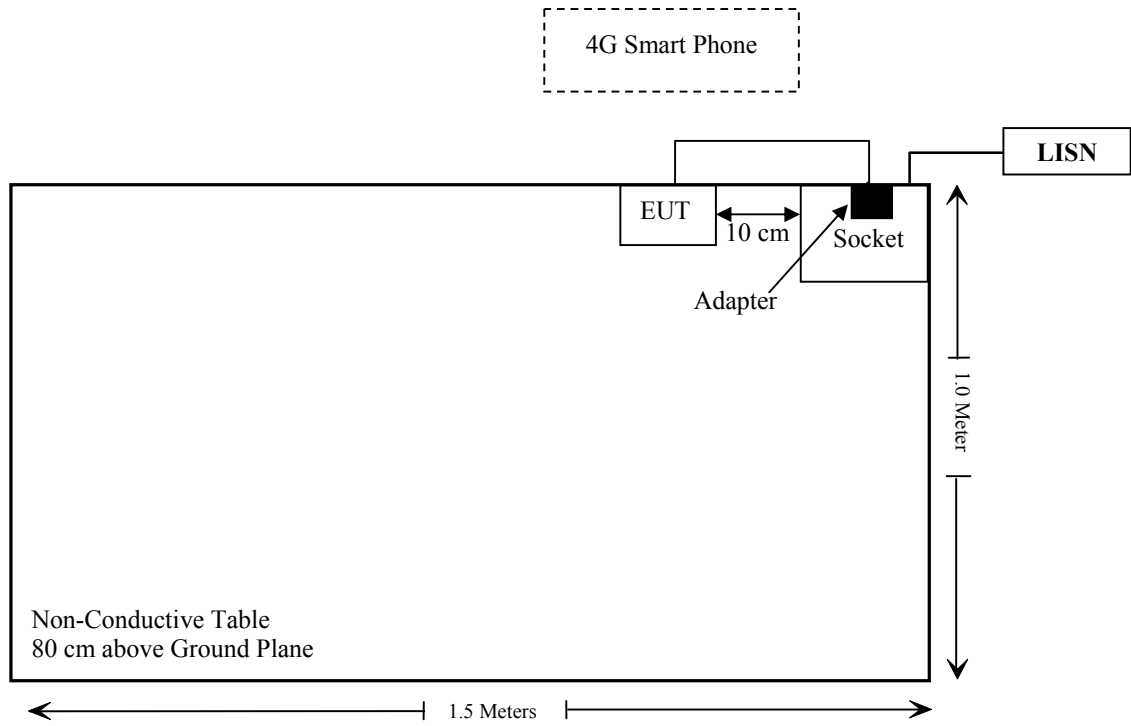 4G Smart Phone
LISN
EUT
10 cm
Socket
Adapter
1.0 Meter
Non-Conductive Table
80 cm above Ground Plane
1.5 Meters